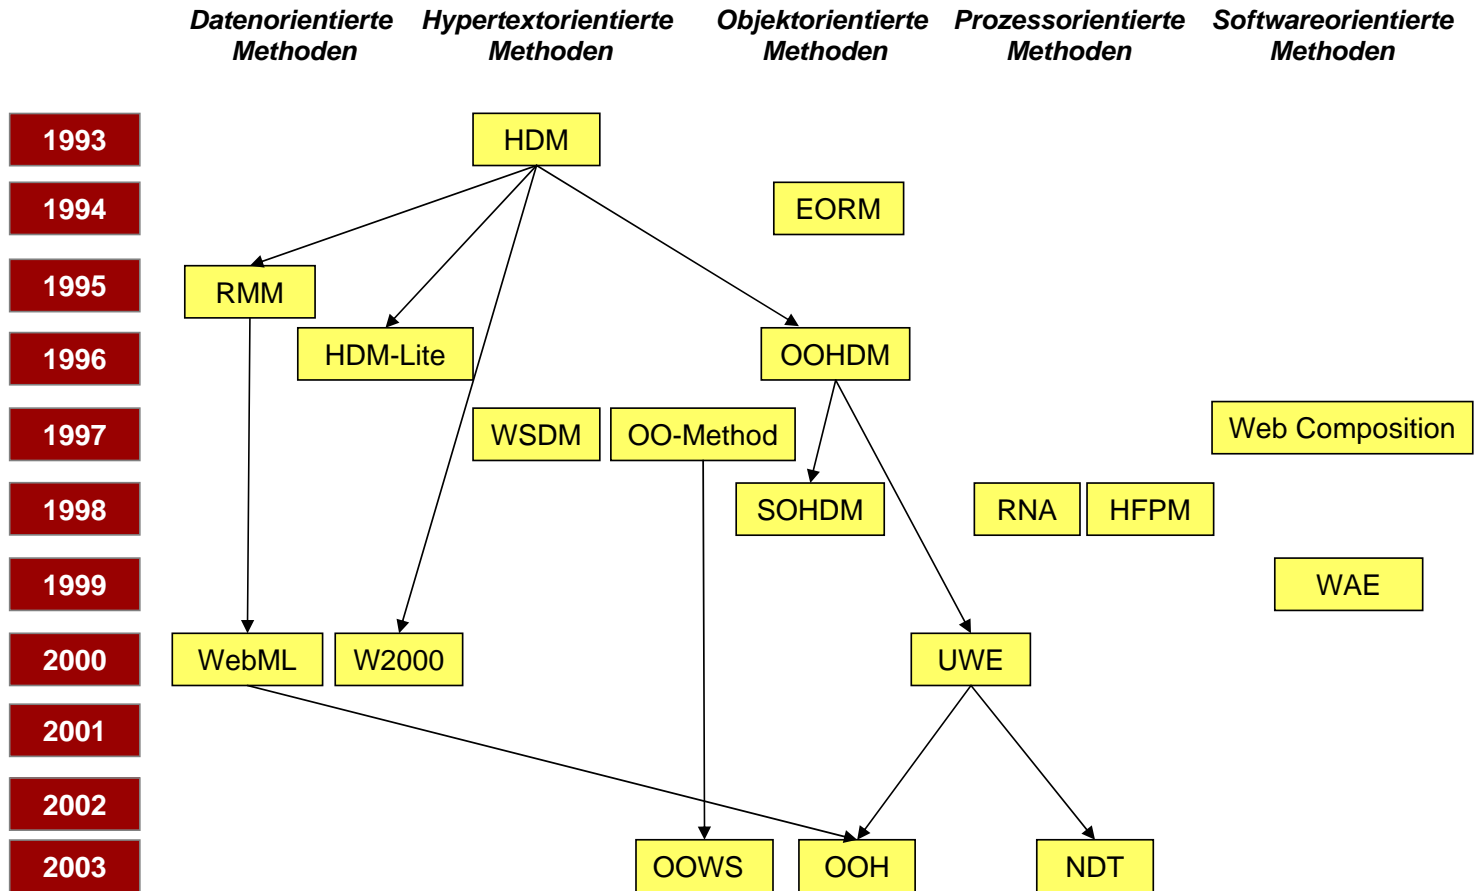 Datenorientierte Hypertextorientierte Objektorientierte Prozessorientierte Softwareorientierte
Methoden Methoden Methoden Methoden Methoden
1993 HDM
1994 EORM
1995 RMM
1996 HDM-Lite OOHDM
1997 WSDM OO-Method Web Composition
1998 SOHDM RNA HFPM
1999 WAE
2000 WebML W2000 UWE
2001
2002
2003 OOWS OOH NDT